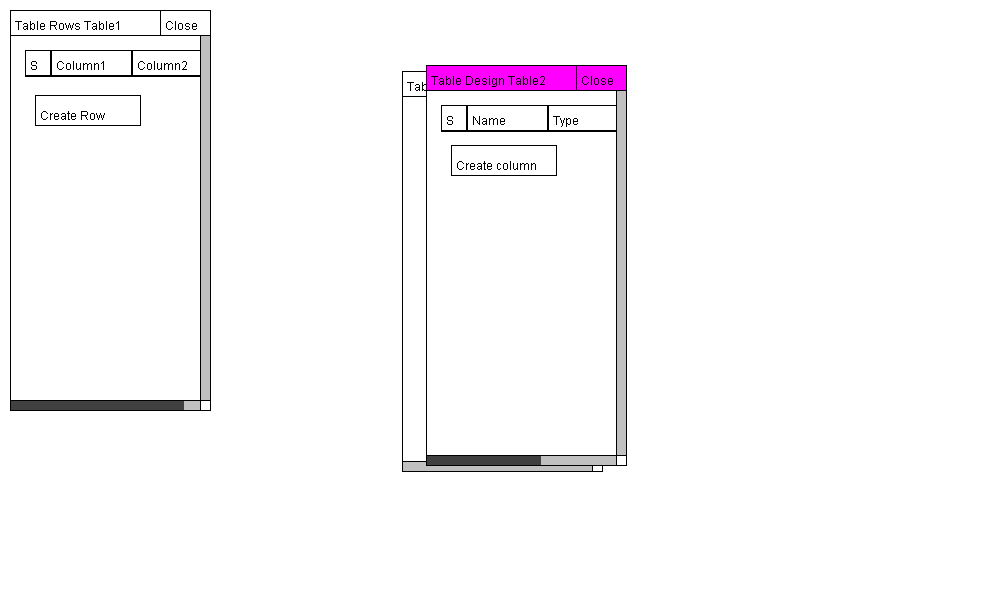 Table Rows Table1 Close
S Column1 Column2
Create Row
Tab
Table Design Table2 Close
S Name Type
Create column